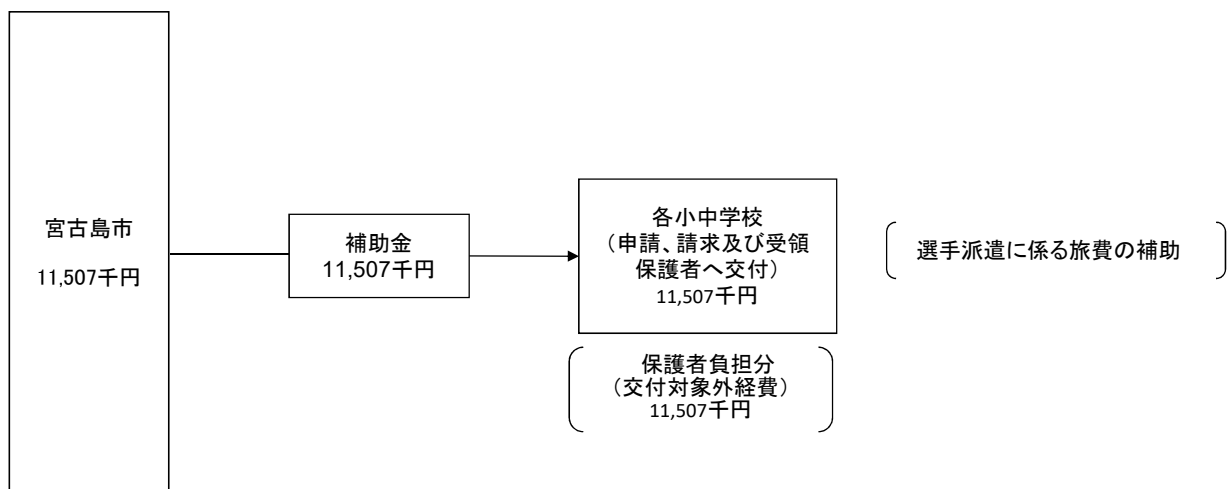 宮古島市
11,507千円
補助金
11,507千円
各小中学校
（申請、請求及び受領
保護者へ交付）
11,507千円
選手派遣に係る旅費の補助
保護者負担分
（交付対象外経費）
11,507千円